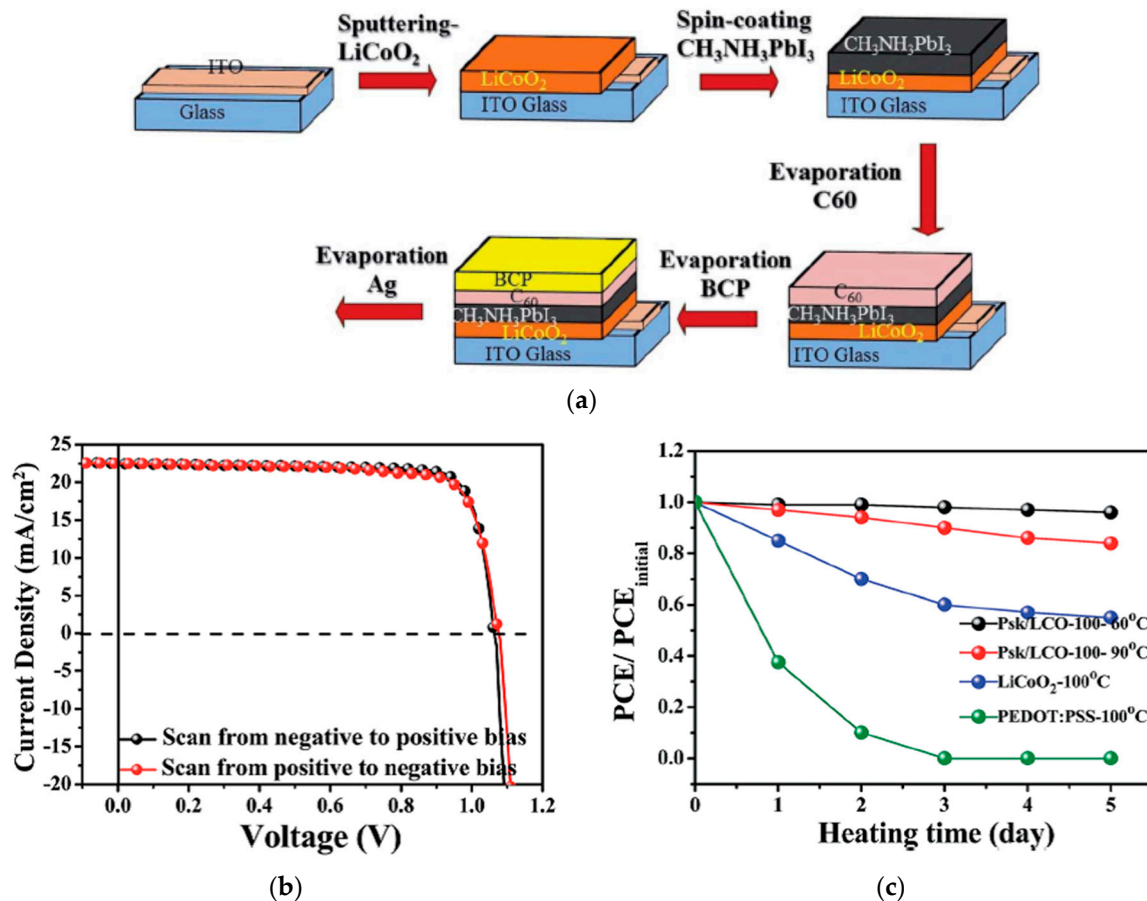 ITO
Glass
Sputtering-
LiCoO₂
LiCoO₂
ITO Glass
Spin-coating
CH₃NH₃PbI₃
CH₃NH₃PbI₃
LiCoO₂
ITO Glass
Evaporation
C60
C₆₀
CH₃NH₃PbI₃
LiCoO₂
ITO Glass
Evaporation
BCP
BCP
C₆₀
CH₃NH₃PbI₃
LiCoO₂
ITO Glass
Evaporation
Ag
(a)
Current Density (mA/cm²)
25
20
15
10
5
0
-5
-10
-15
-20
Scan from negative to positive bias
Scan from positive to negative bias
0.0 0.2 0.4 0.6 0.8 1.0 1.2
Voltage (V)
(b)
PCE/ PCEinitial
1.2
1.0
0.8
0.6
0.4
0.2
0.0
Psk/LCO-100- 60°C
Psk/LCO-100- 90°C
LiCoO₂-100°C
PEDOT:PSS-100°C
0 1 2 3 4 5
Heating time (day)
(c)